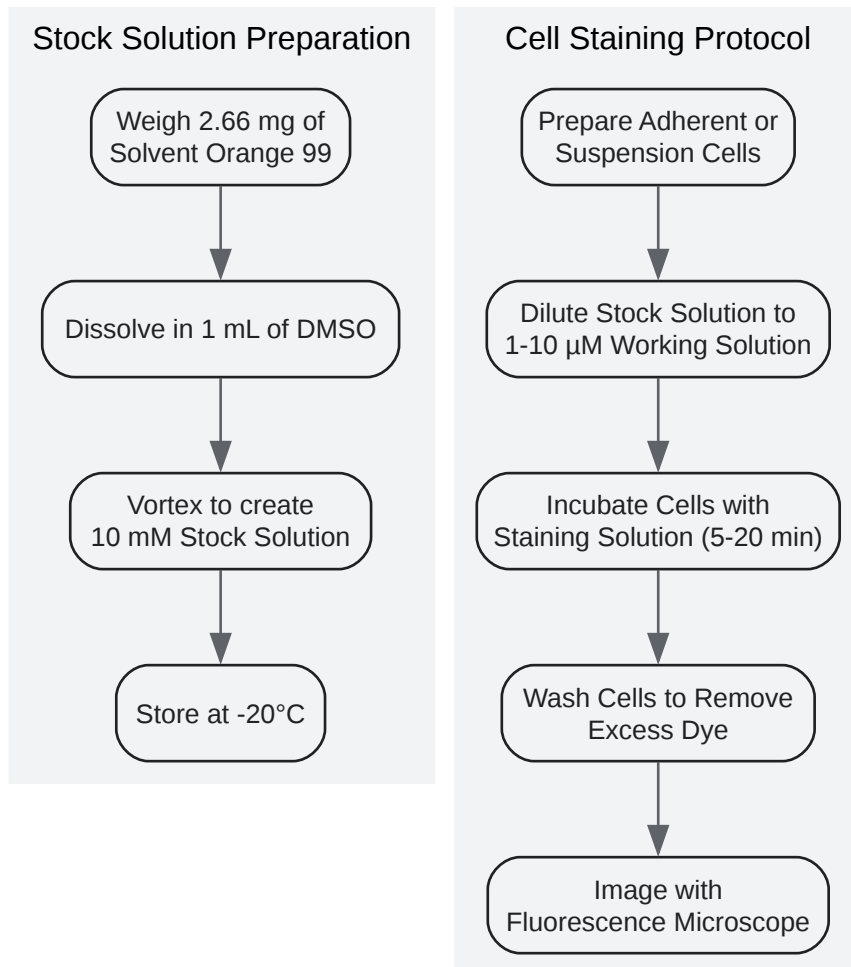 Stock Solution Preparation
Weigh 2.66 mg of
Solvent Orange 99
Dissolve in 1 mL of DMSO
Vortex to create
10 mM Stock Solution
Store at -20°C
Cell Staining Protocol
Prepare Adherent or
Suspension Cells
Dilute Stock Solution to
1-10 µM Working Solution
Incubate Cells with
Staining Solution (5-20 min)
Wash Cells to Remove
Excess Dye
Image with
Fluorescence Microscope